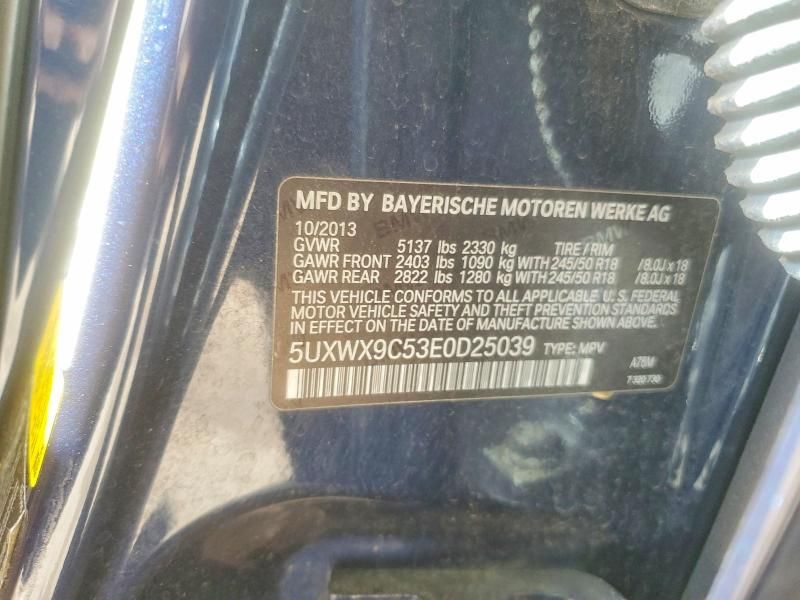 MFD BY BAYERISCHE MOTOREN WERKE AG
10/2013
GVWR 5137 lbs 2330 kg TIRE / RIM
GAWR FRONT 2403 lbs 1090 kg WITH 245/50 R18 /8.0J x 18
GAWR REAR 2822 lbs 1280 kg WITH 245/50 R18 /8.0J x 18
THIS VEHICLE CONFORMS TO ALL APPLICABLE U.S. FEDERAL
MOTOR VEHICLE SAFETY AND THEFT PREVENTION STANDARDS
IN EFFECT ON THE DATE OF MANUFACTURE SHOWN ABOVE.
5UXWX9C53E0D25039 TYPE: MPV
A76M
T320730